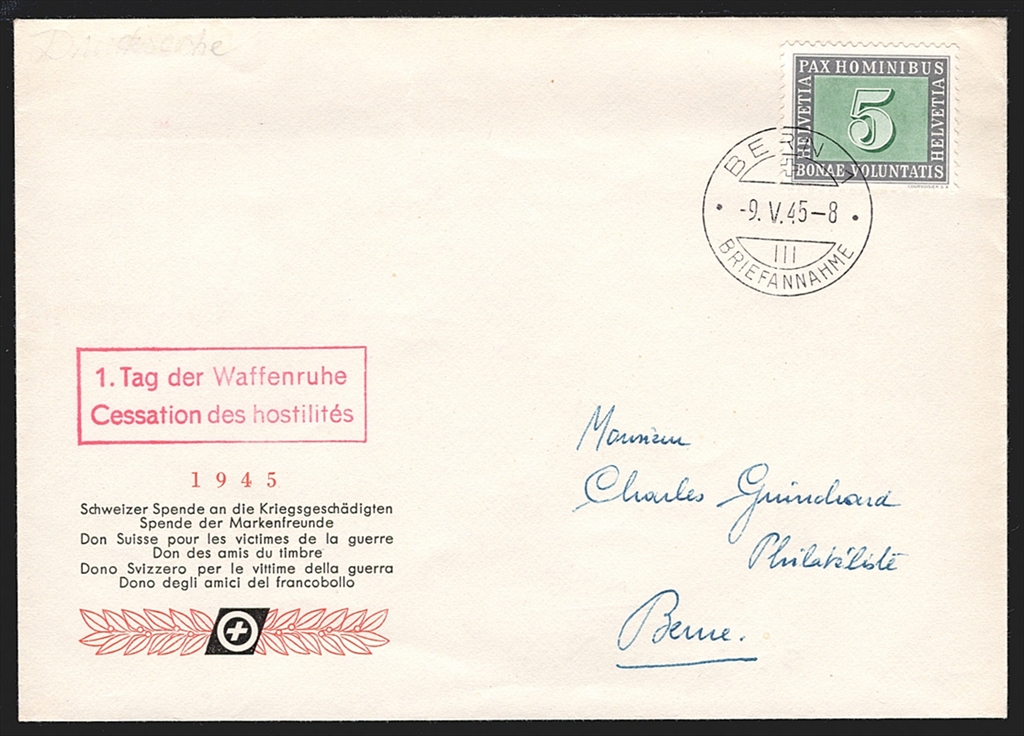 Drucksache
PAX HOMINIBUS
HELVETIA
5
HELVETIA
BONAE VOLUNTATIS
BERN 1
-9.V.45-8
III
BRIEFANNAHME
1. Tag der Waffenruhe
Cessation des hostilités
1945
Schweizer Spende an die Kriegsgeschädigten
Spende der Markenfreunde
Don Suisse pour les victimes de la guerre
Don des amis du timbre
Dono Svizzero per le vittime della guerra
Dono degli amici del francobollo
Monsieur
Charles Guinchard
Philatéliste
Berne.